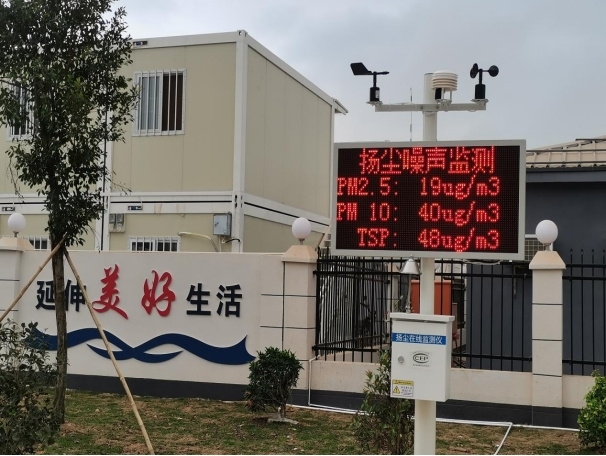 扬尘噪声监测
PM2.5: 19ug/m3
PM 10: 40ug/m3
TSP: 48ug/m3
延伸美好生活
扬尘在线监测仪
CEP